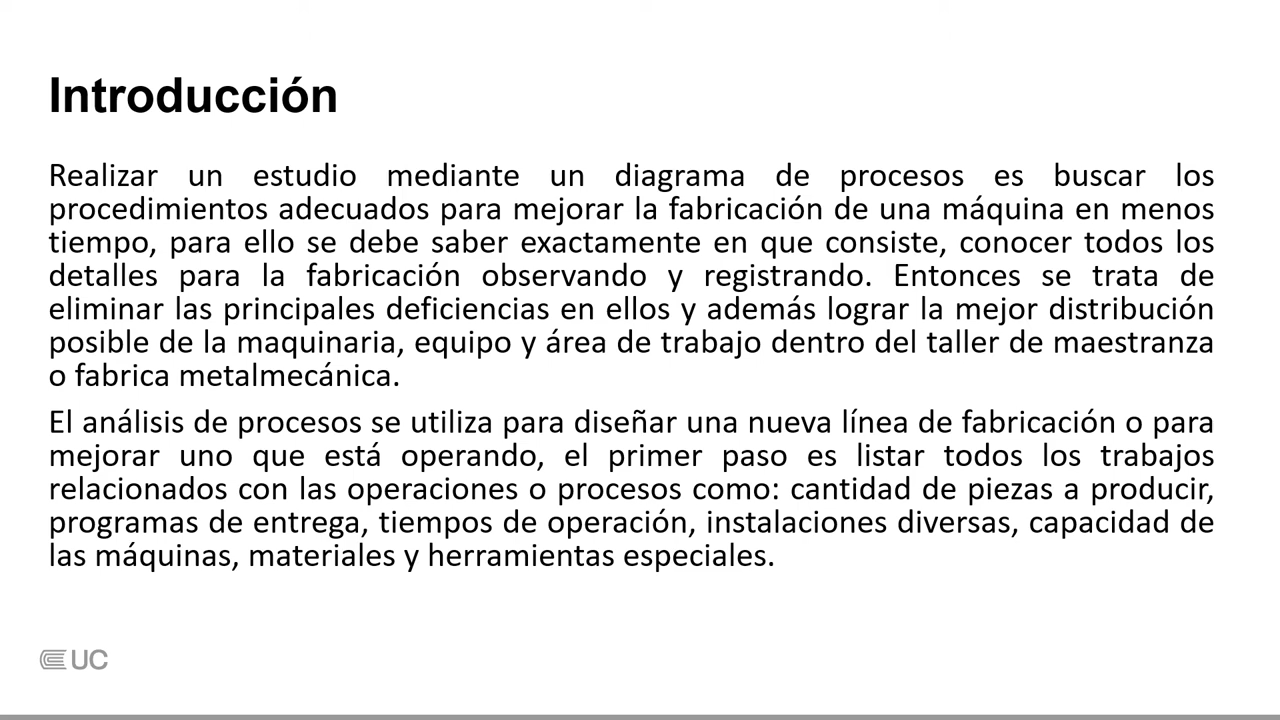 Introducción
Realizar un estudio mediante un diagrama de procesos es buscar los
procedimientos adecuados para mejorar la fabricación de una máquina en menos
tiempo, para ello se debe saber exactamente en que consiste, conocer todos los
detalles para la fabricación observando y registrando. Entonces se trata de
eliminar las principales deficiencias en ellos y además lograr la mejor distribución
posible de la maquinaria, equipo y área de trabajo dentro del taller de maestranza
o fabrica metalmecánica.
El análisis de procesos se utiliza para diseñar una nueva línea de fabricación o para
mejorar uno que está operando, el primer paso es listar todos los trabajos
relacionados con las operaciones o procesos como: cantidad de piezas a producir,
programas de entrega, tiempos de operación, instalaciones diversas, capacidad de
las máquinas, materiales y herramientas especiales.
UC